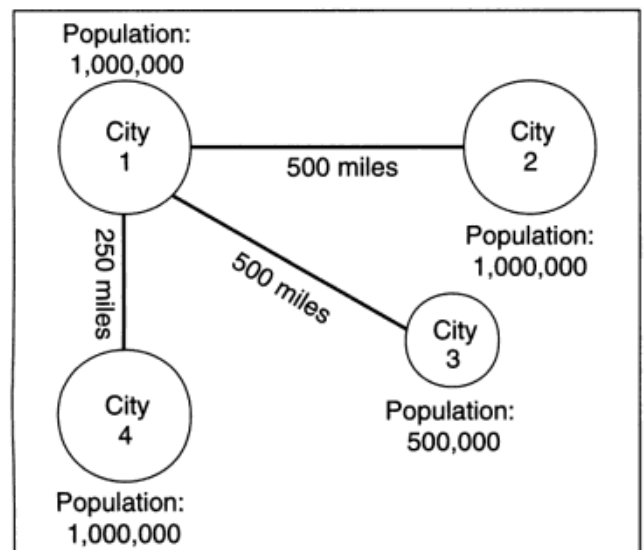 Population:
1,000,000
City
1
500 miles
City
2
Population:
1,000,000
250 miles
500 miles
City
3
Population:
500,000
City
4
Population:
1,000,000